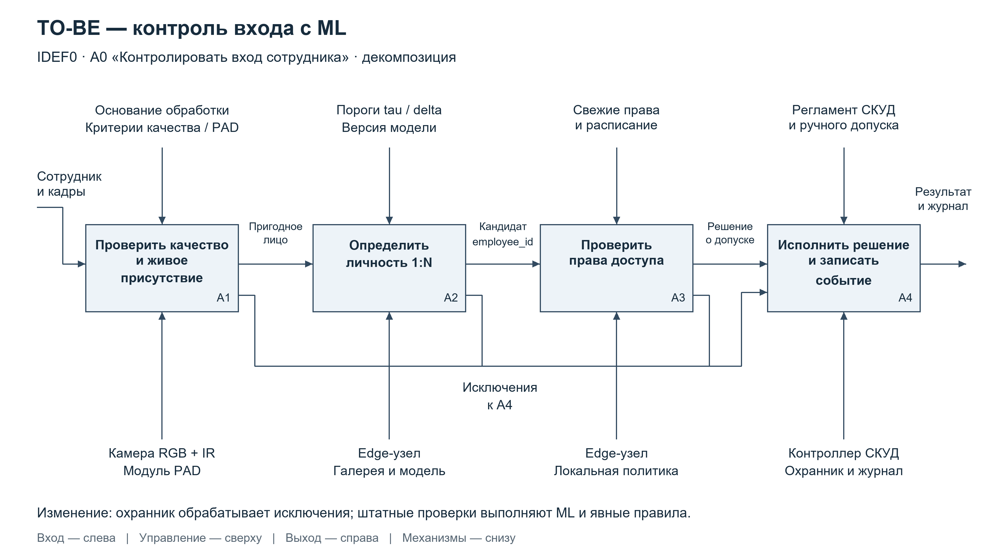 TO-BE — контроль входа с ML
IDEF0 · A0 «Контролировать вход сотрудника» · декомпозиция
Основание обработки
Критерии качества / PAD
Пороги tau / delta
Версия модели
Свежие права
и расписание
Регламент СКУД
и ручного допуска
Сотрудник
и кадры
Результат
и журнал
Проверить качество
и живое
присутствие
A1
Пригодное
лицо
Определить
личность 1:N
A2
Кандидат
employee_id
Проверить
права доступа
A3
Решение
о допуске
Исполнить решение
и записать
событие
A4
Исключения
к A4
Камера RGB + IR
Модуль PAD
Edge-узел
Галерея и модель
Edge-узел
Локальная политика
Контроллер СКУД
Охранник и журнал
Изменение: охранник обрабатывает исключения; штатные проверки выполняют ML и явные правила.
Вход — слева | Управление — сверху | Выход — справа | Механизмы — снизу